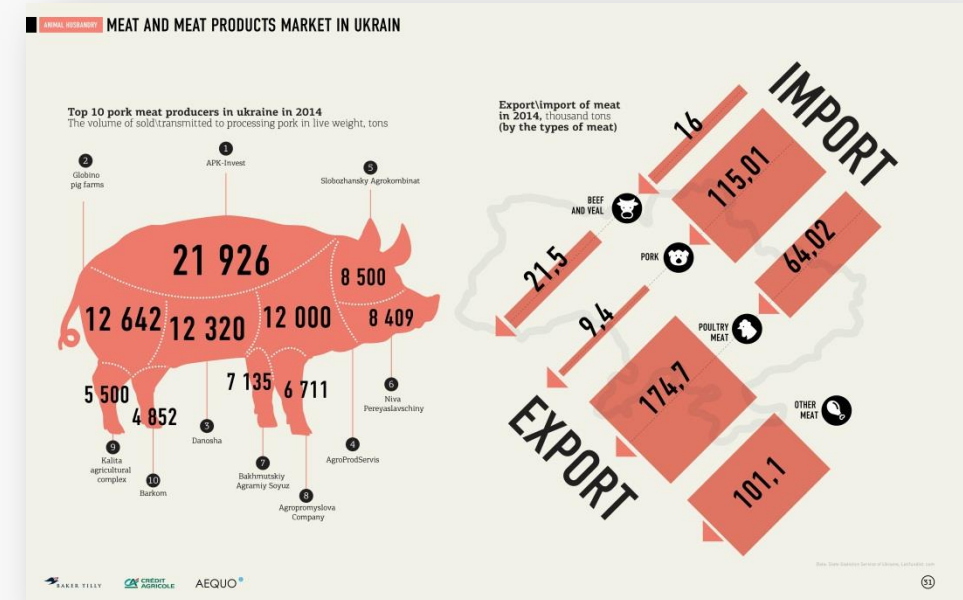 ANIMAL HUSBANDRY
MEAT AND MEAT PRODUCTS MARKET IN UKRAIN
Top 10 pork meat producers in ukraine in 2014
The volume of sold\transmitted to processing pork in live weight, tons
1
APK-Invest
2
Globino
pig farms
5
Slobozhansky Agrokombinat
21 926
8 500
12 642
12 320
12 000
8 409
5 500
4 852
7 135
6 711
6
Niva
Pereyaslavschiny
3
Danosha
4
AgroProdServis
9
Kalita
agricultural
complex
10
Barkom
7
Bakhmutskiy
Agramiy Soyuz
8
Agropromyslova
Company
Export\import of meat
in 2014, thousand tons
(by the types of meat)
IMPORT
16
115,01
64,02
BEEF
AND VEAL
PORK
POULTRY
MEAT
OTHER
MEAT
21,5
9,4
174,7
101,1
EXPORT
BAKER TILLY
CRÉDIT
AGRICOLE
AEQUO
31